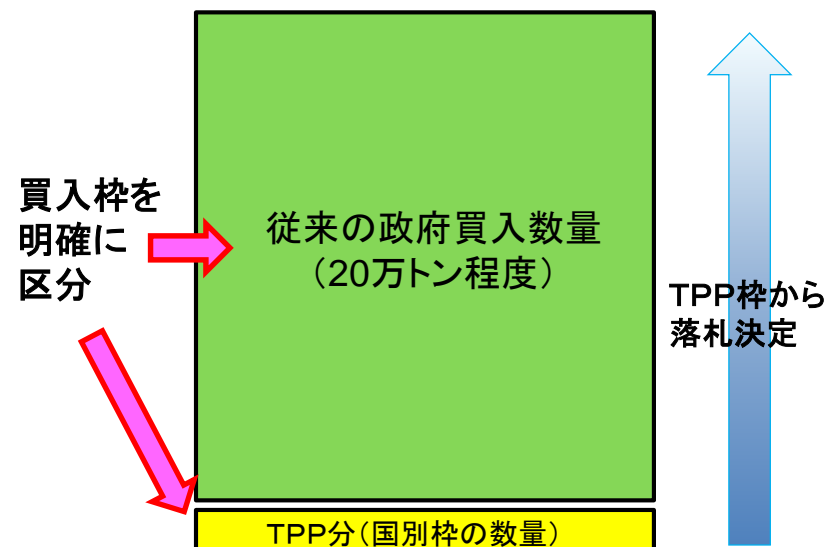 買入枠を
明確に
区分
従来の政府買入数量
（20万トン程度）
TPP枠から
落札決定
TPP分（国別枠の数量）